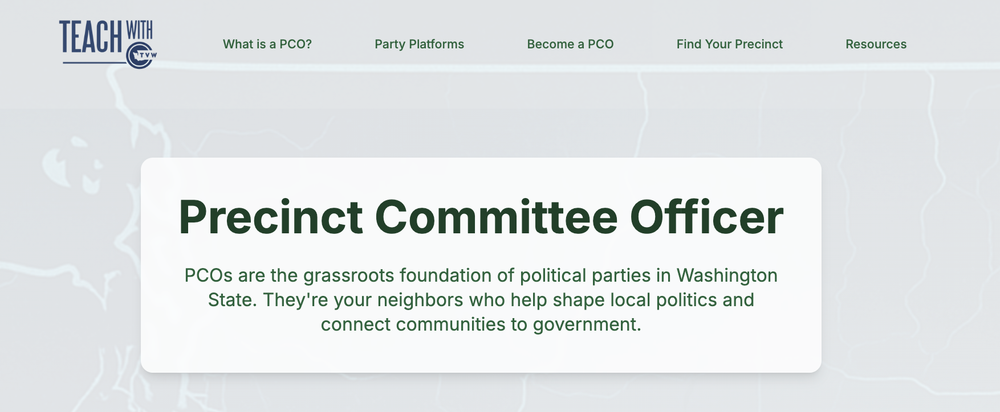 TEACH WITH
TVW
What is a PCO?
Party Platforms
Become a PCO
Find Your Precinct
Resources
Precinct Committee Officer
PCOs are the grassroots foundation of political parties in Washington
State. They're your neighbors who help shape local politics and
connect communities to government.